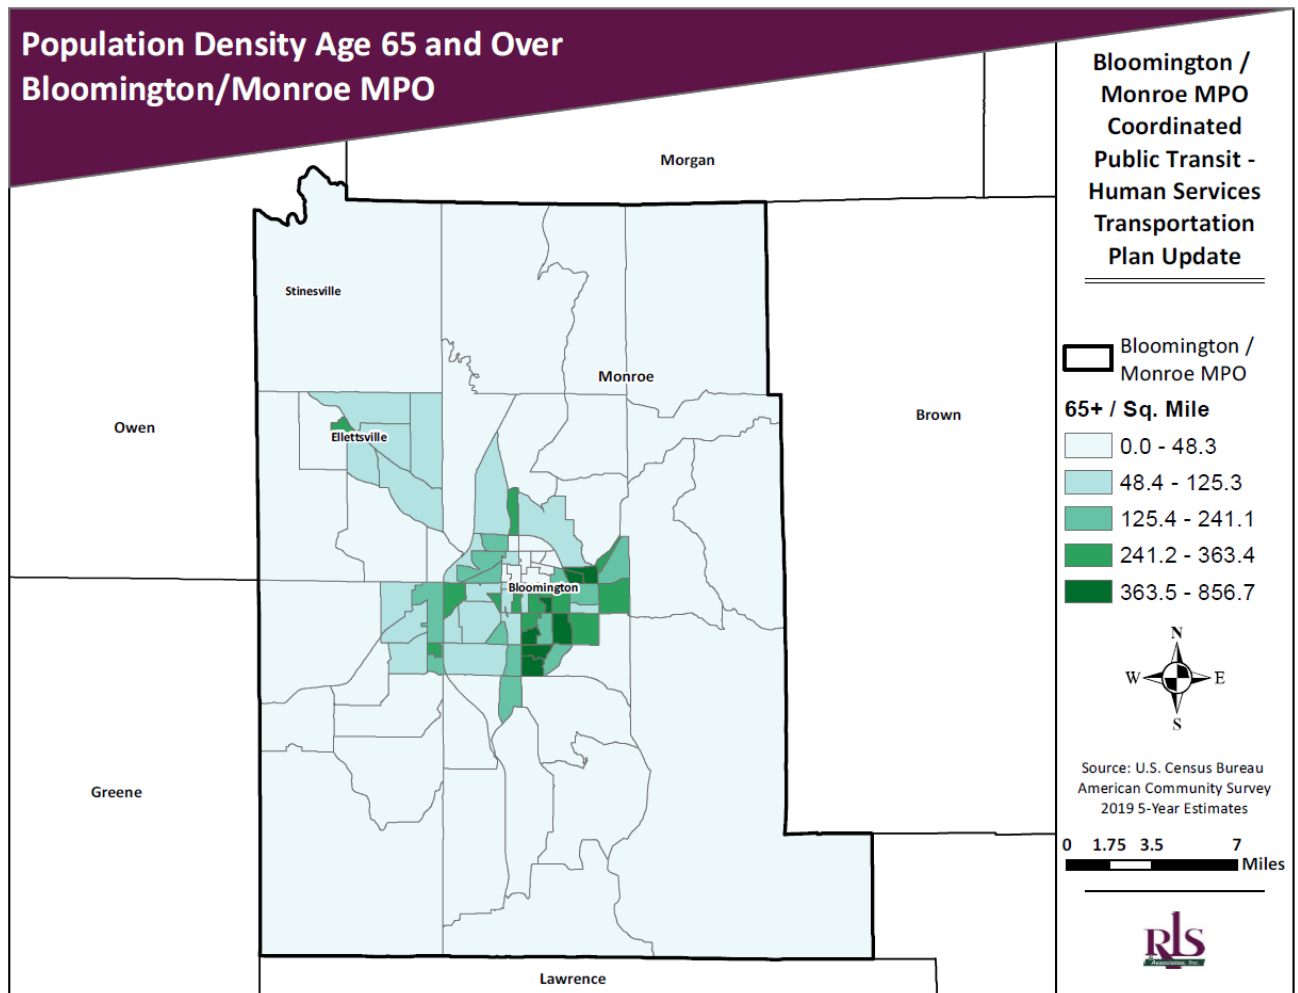 Population Density Age 65 and Over
Bloomington/Monroe MPO
Bloomington /
Monroe MPO
Coordinated
Public Transit -
Human Services
Transportation
Plan Update
Morgan
Stinesville
Monroe
Owen
Ellettsville
Brown
Bloomington
Greene
Lawrence
Bloomington /
Monroe MPO
65+ / Sq. Mile
0.0 - 48.3
48.4 - 125.3
125.4 - 241.1
241.2 - 363.4
363.5 - 856.7
N
W E
S
Source: U.S. Census Bureau
American Community Survey
2019 5-Year Estimates
0 1.75 3.5 7
Miles
RLS
& Associates, Inc.